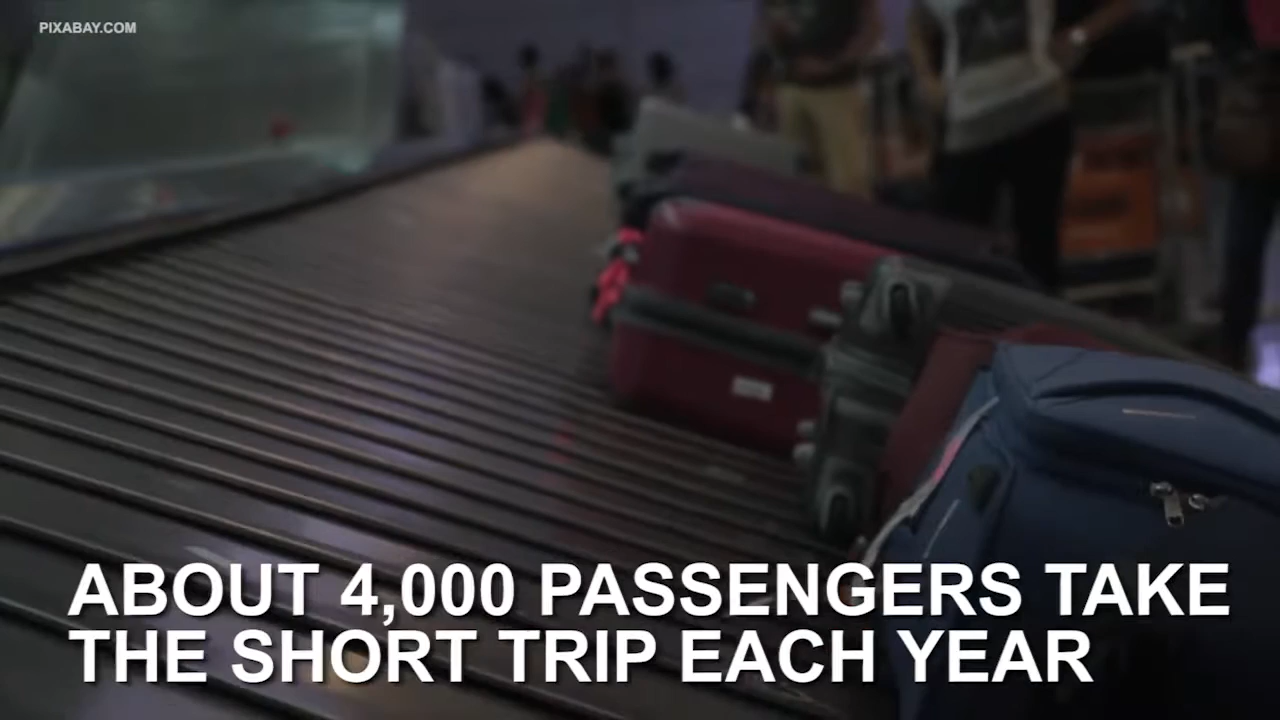 PIXABAY.COM
ABOUT 4,000 PASSENGERS TAKE
THE SHORT TRIP EACH YEAR